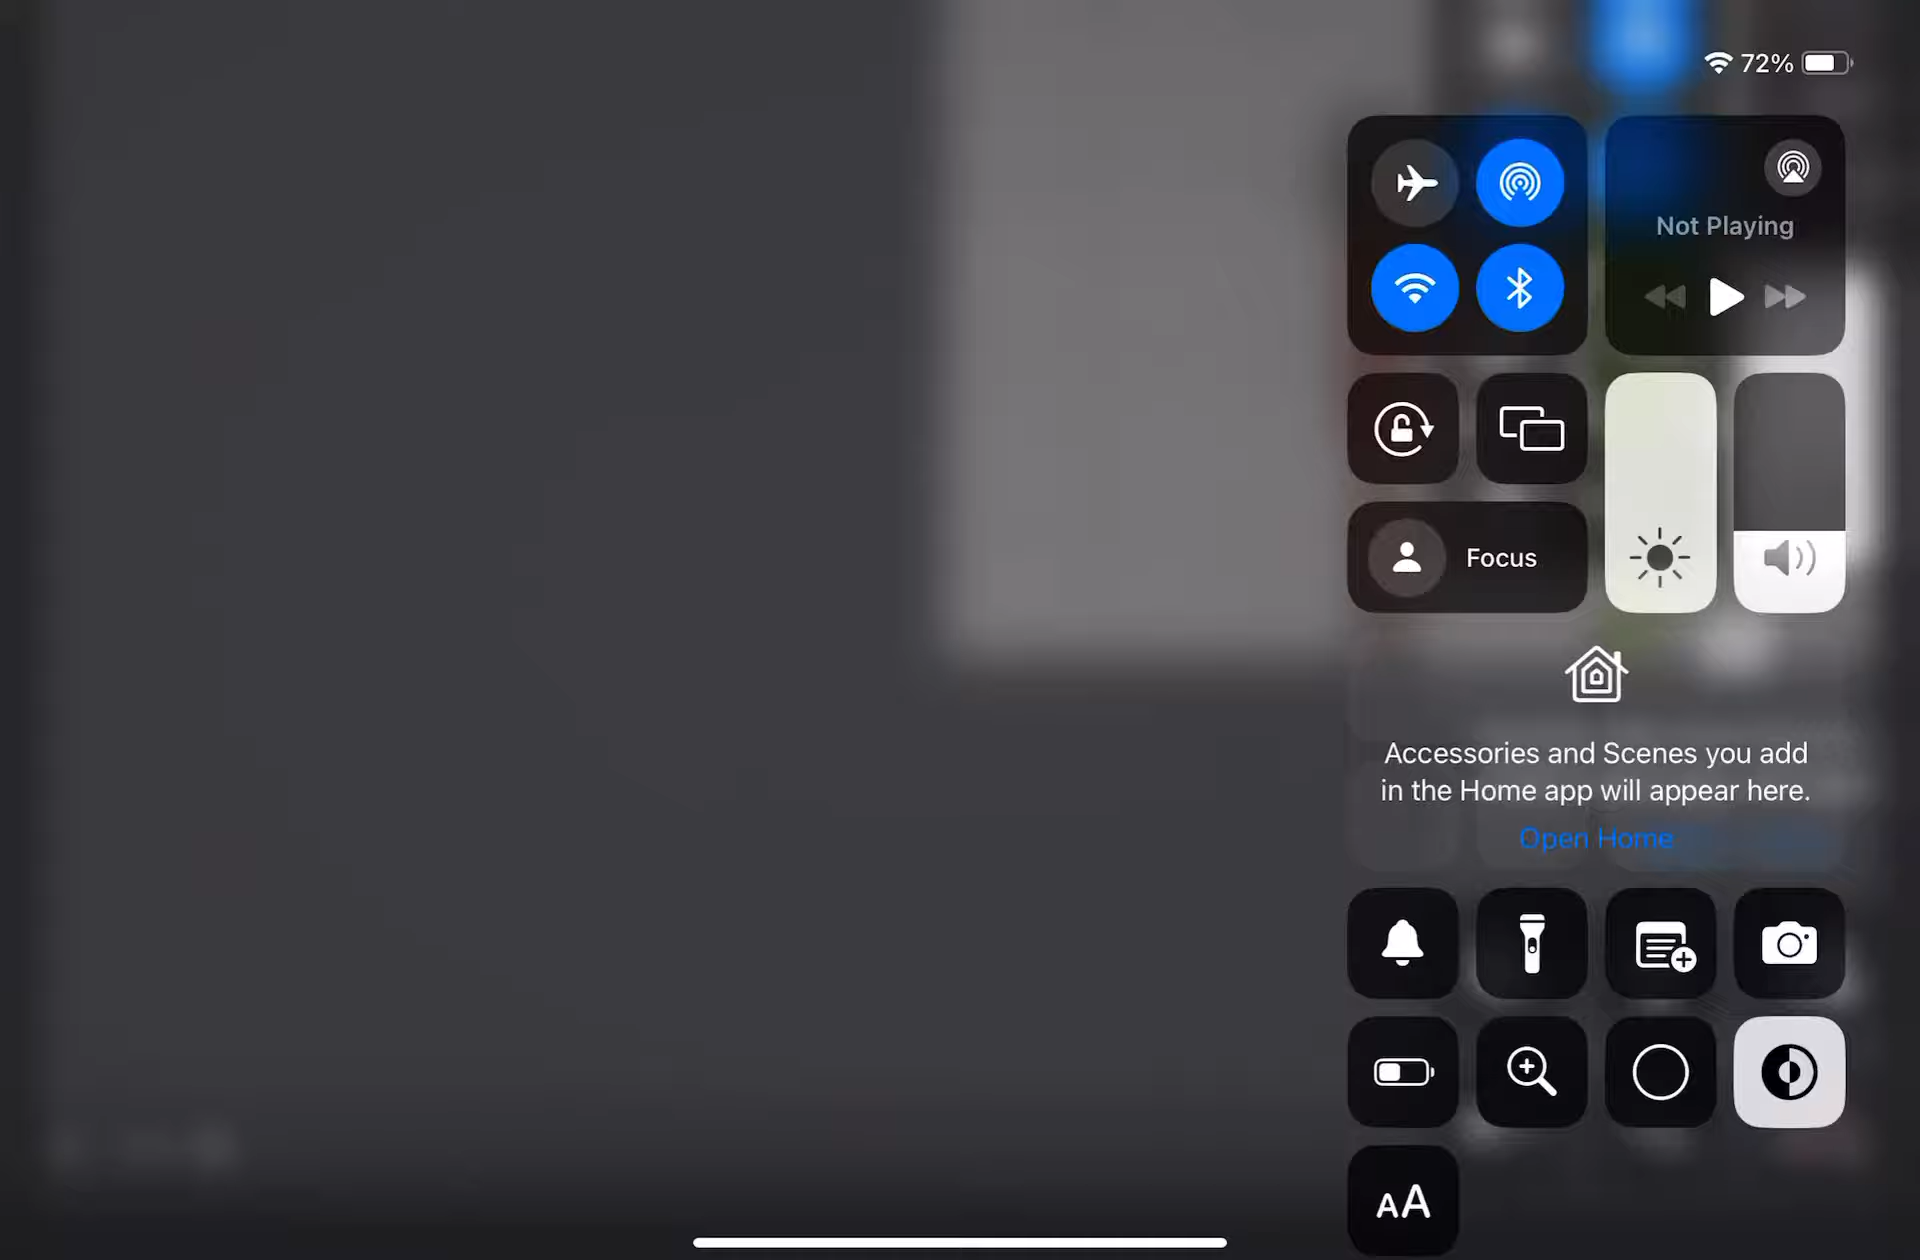 72%
Not Playing
Focus
Accessories and Scenes you add
in the Home app will appear here.
Open Home
AA